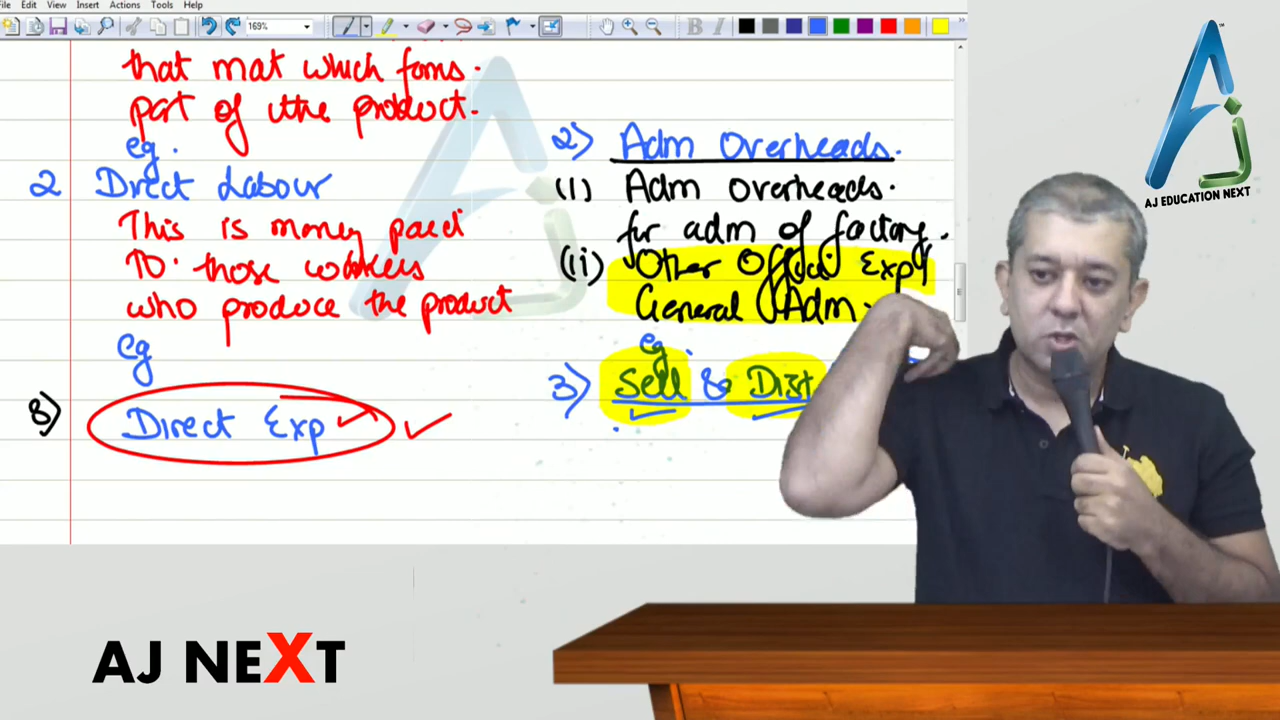 File Edit View Insert Actions Tools Help
169%
B I
that mat which foms.
part of the product.
eg.
2 Direct Labour
This is money paid
TO. those workers
who produce the product
eg
3) Direct Exp
2) Adm Overheads.
(i) Adm overheads.
for adm of factory.
(ii) Other Office Exp /
General Adm.
eg.
3) Sell & Dist
AJ EDUCATION NEXT
AJ NEXT